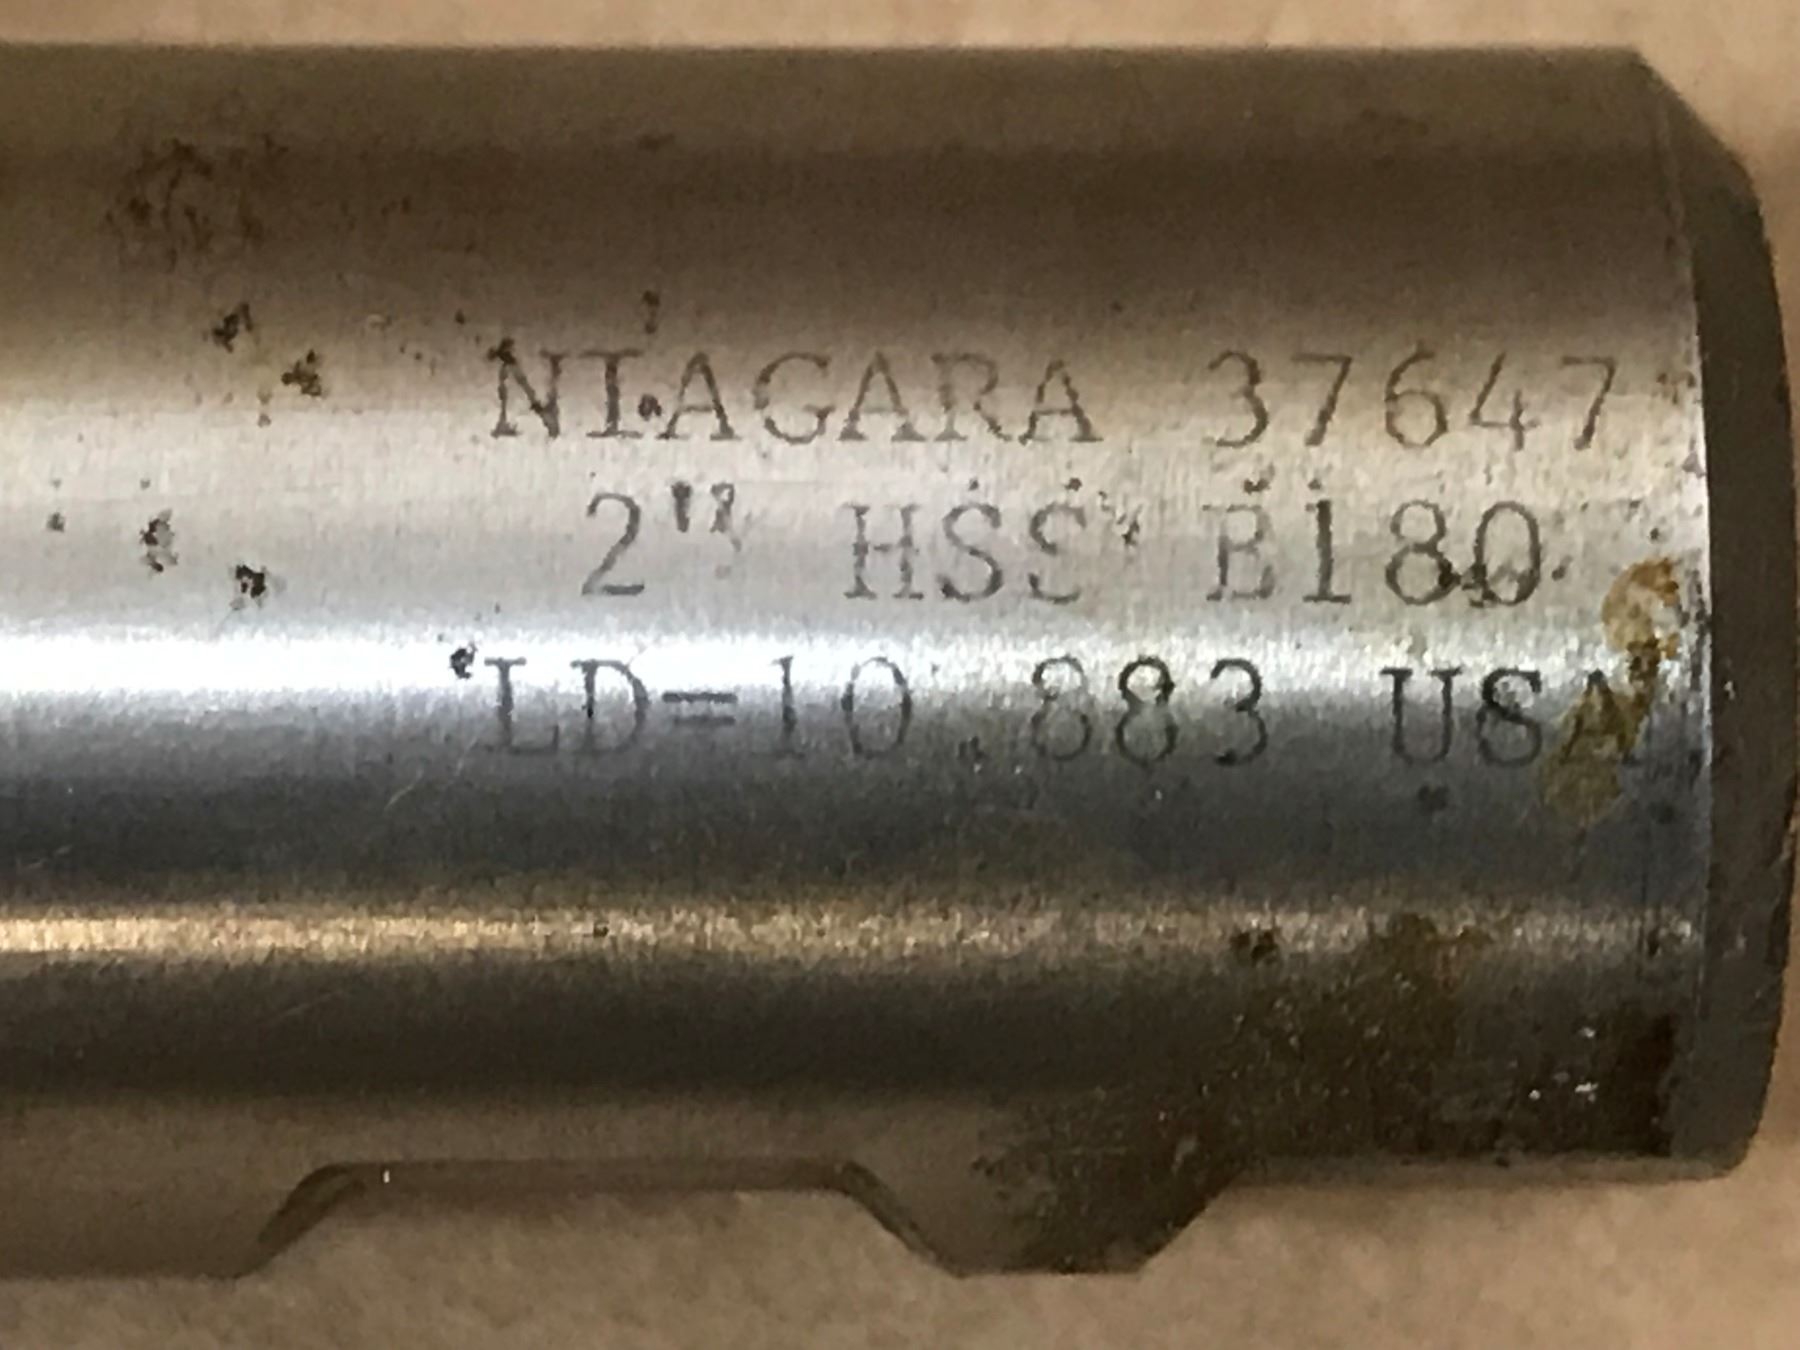 NIAGARA 37647
2" HSS B180
LD=10.883 USA